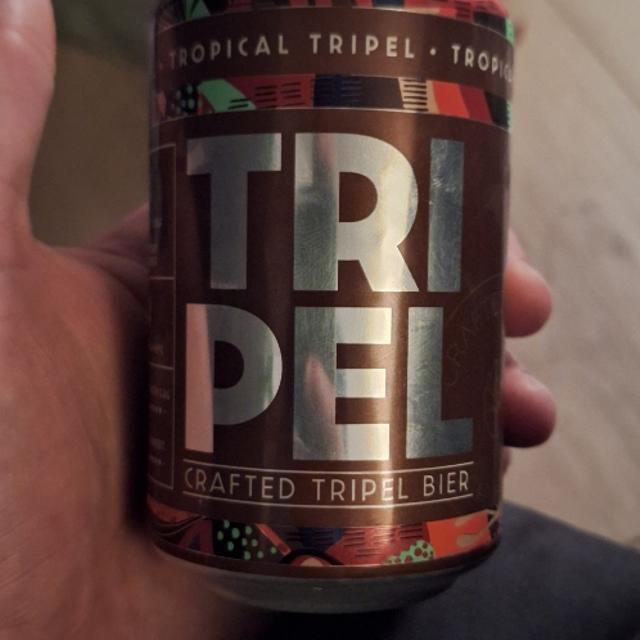 TROPICAL TRIPEL • TROPIC
TRI
PEL
CRAFTED TRIPEL BIER